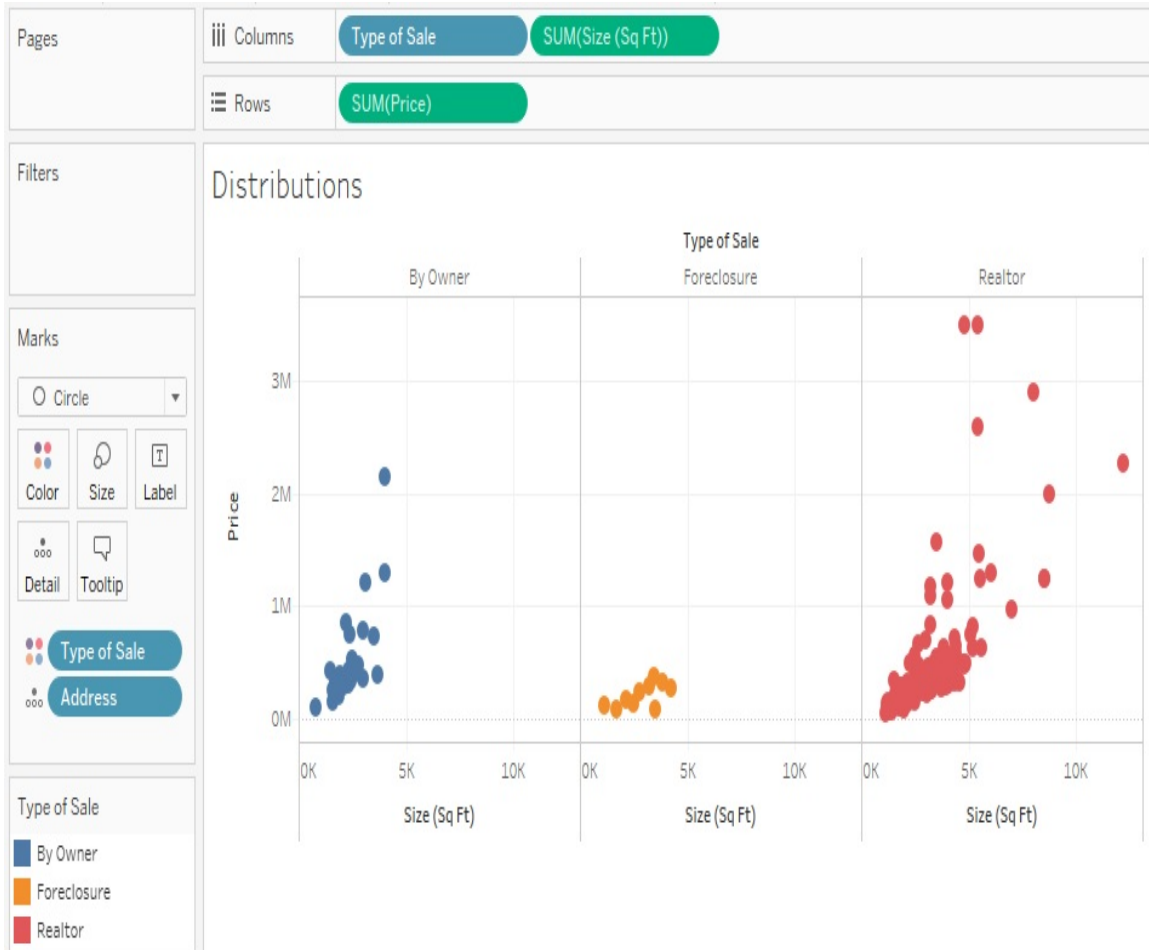 Pages
Columns
Type of Sale
SUM(Size (Sq Ft))
Rows
SUM(Price)
Filters
Distributions
Type of Sale
By Owner
Foreclosure
Realtor
Marks
Circle
Color
Size
T
Label
Detail
Tooltip
Type of Sale
Address
Price
3M
2M
1M
0M
0K 5K 10K 0K 5K 10K 0K 5K 10K
Size (Sq Ft) Size (Sq Ft) Size (Sq Ft)
Type of Sale
By Owner
Foreclosure
Realtor